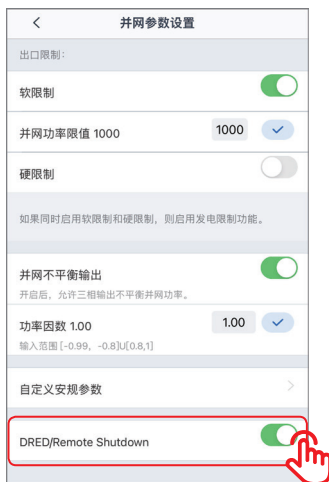 并网参数设置
出口限制:
软限制
并网功率限值 1000 1000
硬限制
如果同时启用软限制和硬限制,则启用发电限制功能。
并网不平衡输出
开启后,允许三相输出不平衡并网功率。
功率因数 1.00 1.00
输入范围[-0.99, -0.8]U[0.8,1]
自定义安规参数
DRED/Remote Shutdown